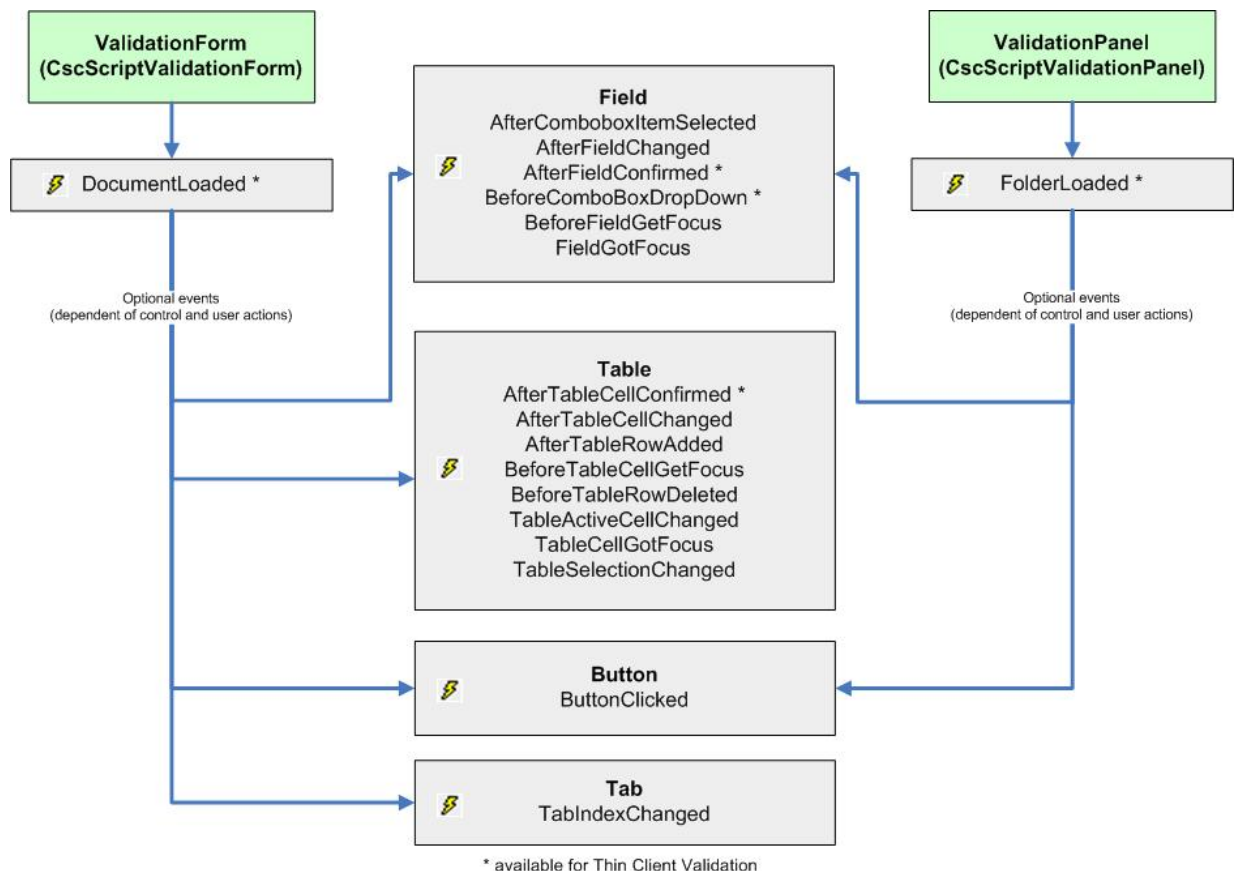 ValidationForm
(CscScriptValidationForm)
DocumentLoaded *
Optional events
(dependent of control and user actions)
Field
AfterComboboxItemSelected
AfterFieldChanged
AfterFieldConfirmed *
BeforeComboBoxDropDown *
BeforeFieldGetFocus
FieldGotFocus
ValidationPanel
(CscScriptValidationPanel)
FolderLoaded *
Optional events
(dependent of control and user actions)
Table
AfterTableCellConfirmed *
AfterTableCellChanged
AfterTableRowAdded
BeforeTableCellGetFocus
BeforeTableRowDeleted
TableActiveCellChanged
TableCellGotFocus
TableSelectionChanged
Button
ButtonClicked
Tab
TabIndexChanged
* available for Thin Client Validation